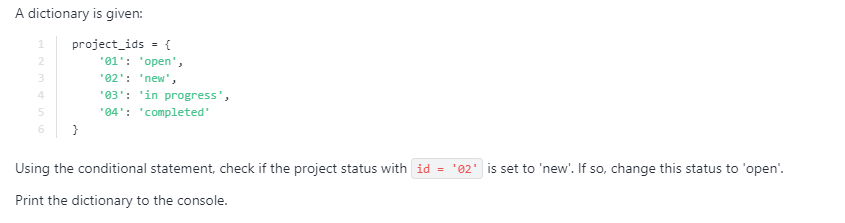 A dictionary is given:
1 project_ids = {
2 '01': 'open',
3 '02': 'new',
4 '03': 'in progress',
5 '04': 'completed'
6 }
Using the conditional statement, check if the project status with id = '02' is set to 'new'. If so, change this status to 'open'.
Print the dictionary to the console.